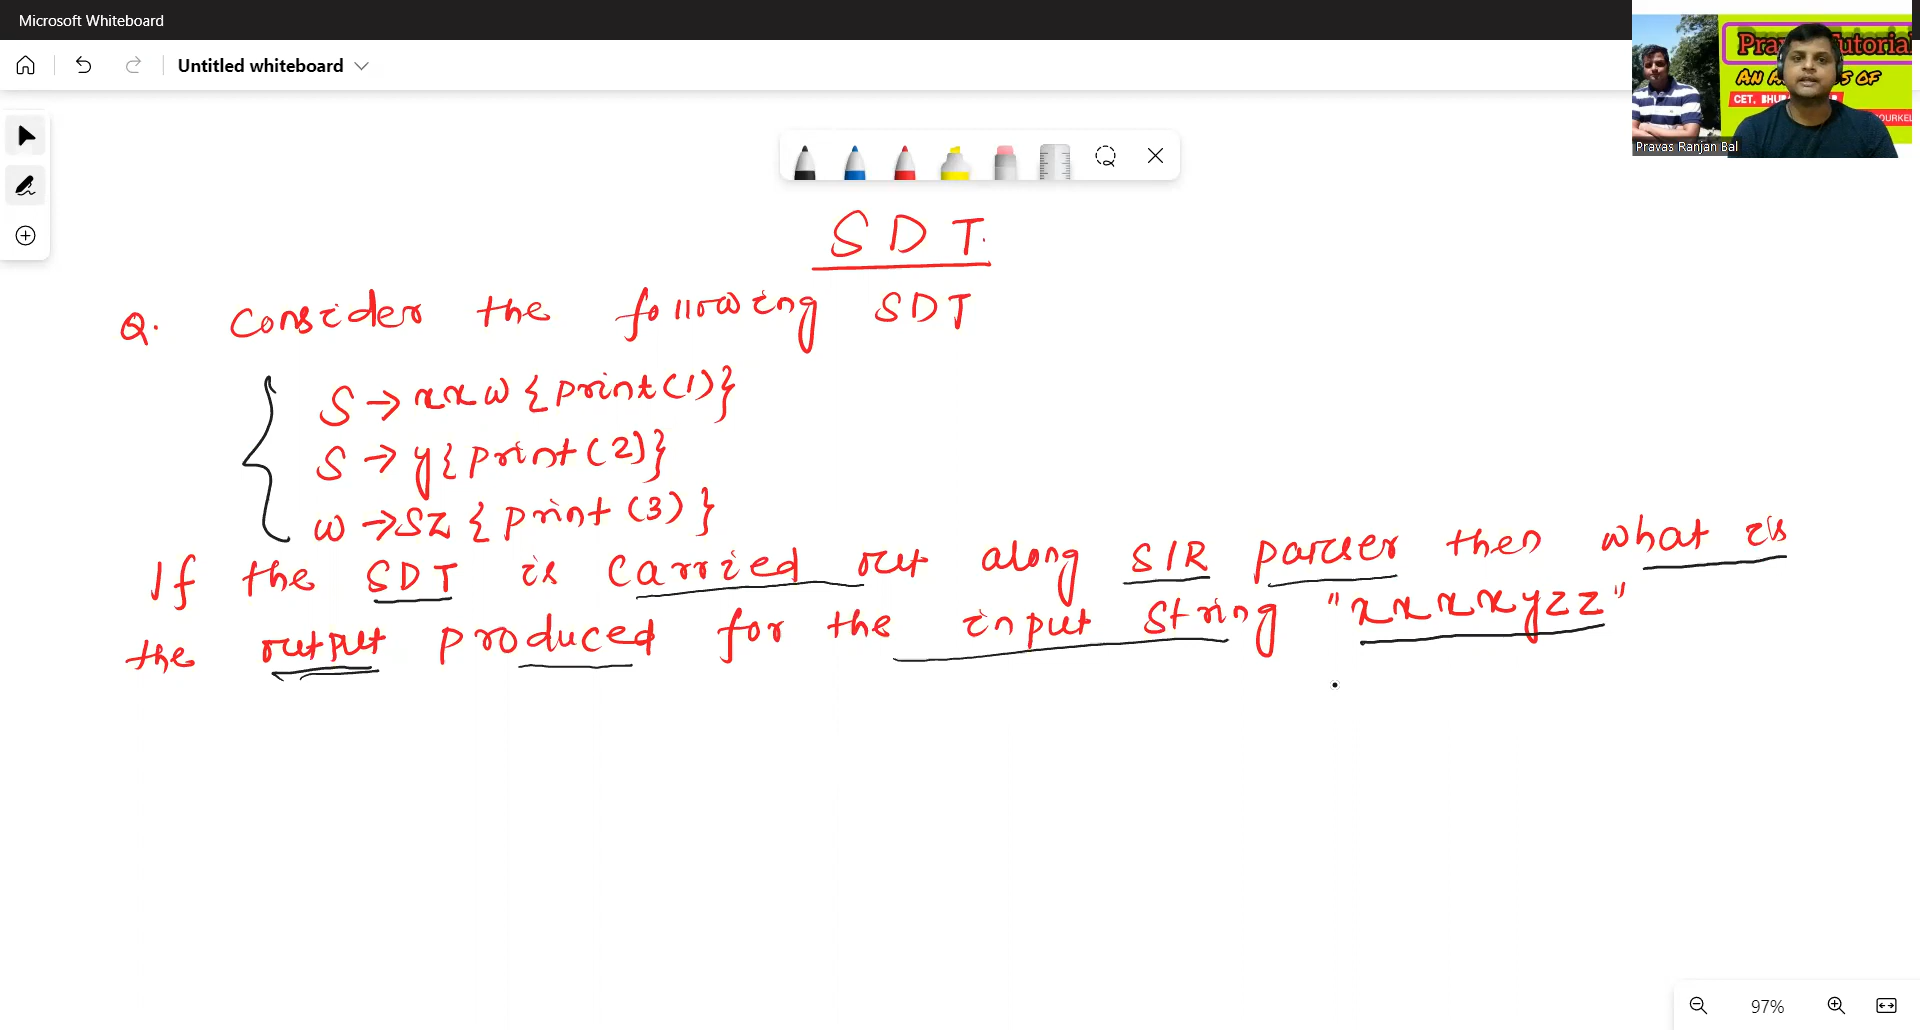 Microsoft Whiteboard
Untitled whiteboard
Pravas Ranjan Bal
SDT.
Q. Consider the following SDT
S → xxw {print(1)}
S → y{print(2)}
w → Sz {print(3)}
If the SDT is carried out along S/R parser then what is
the output produced for the input string "xxxxyzz"
97%